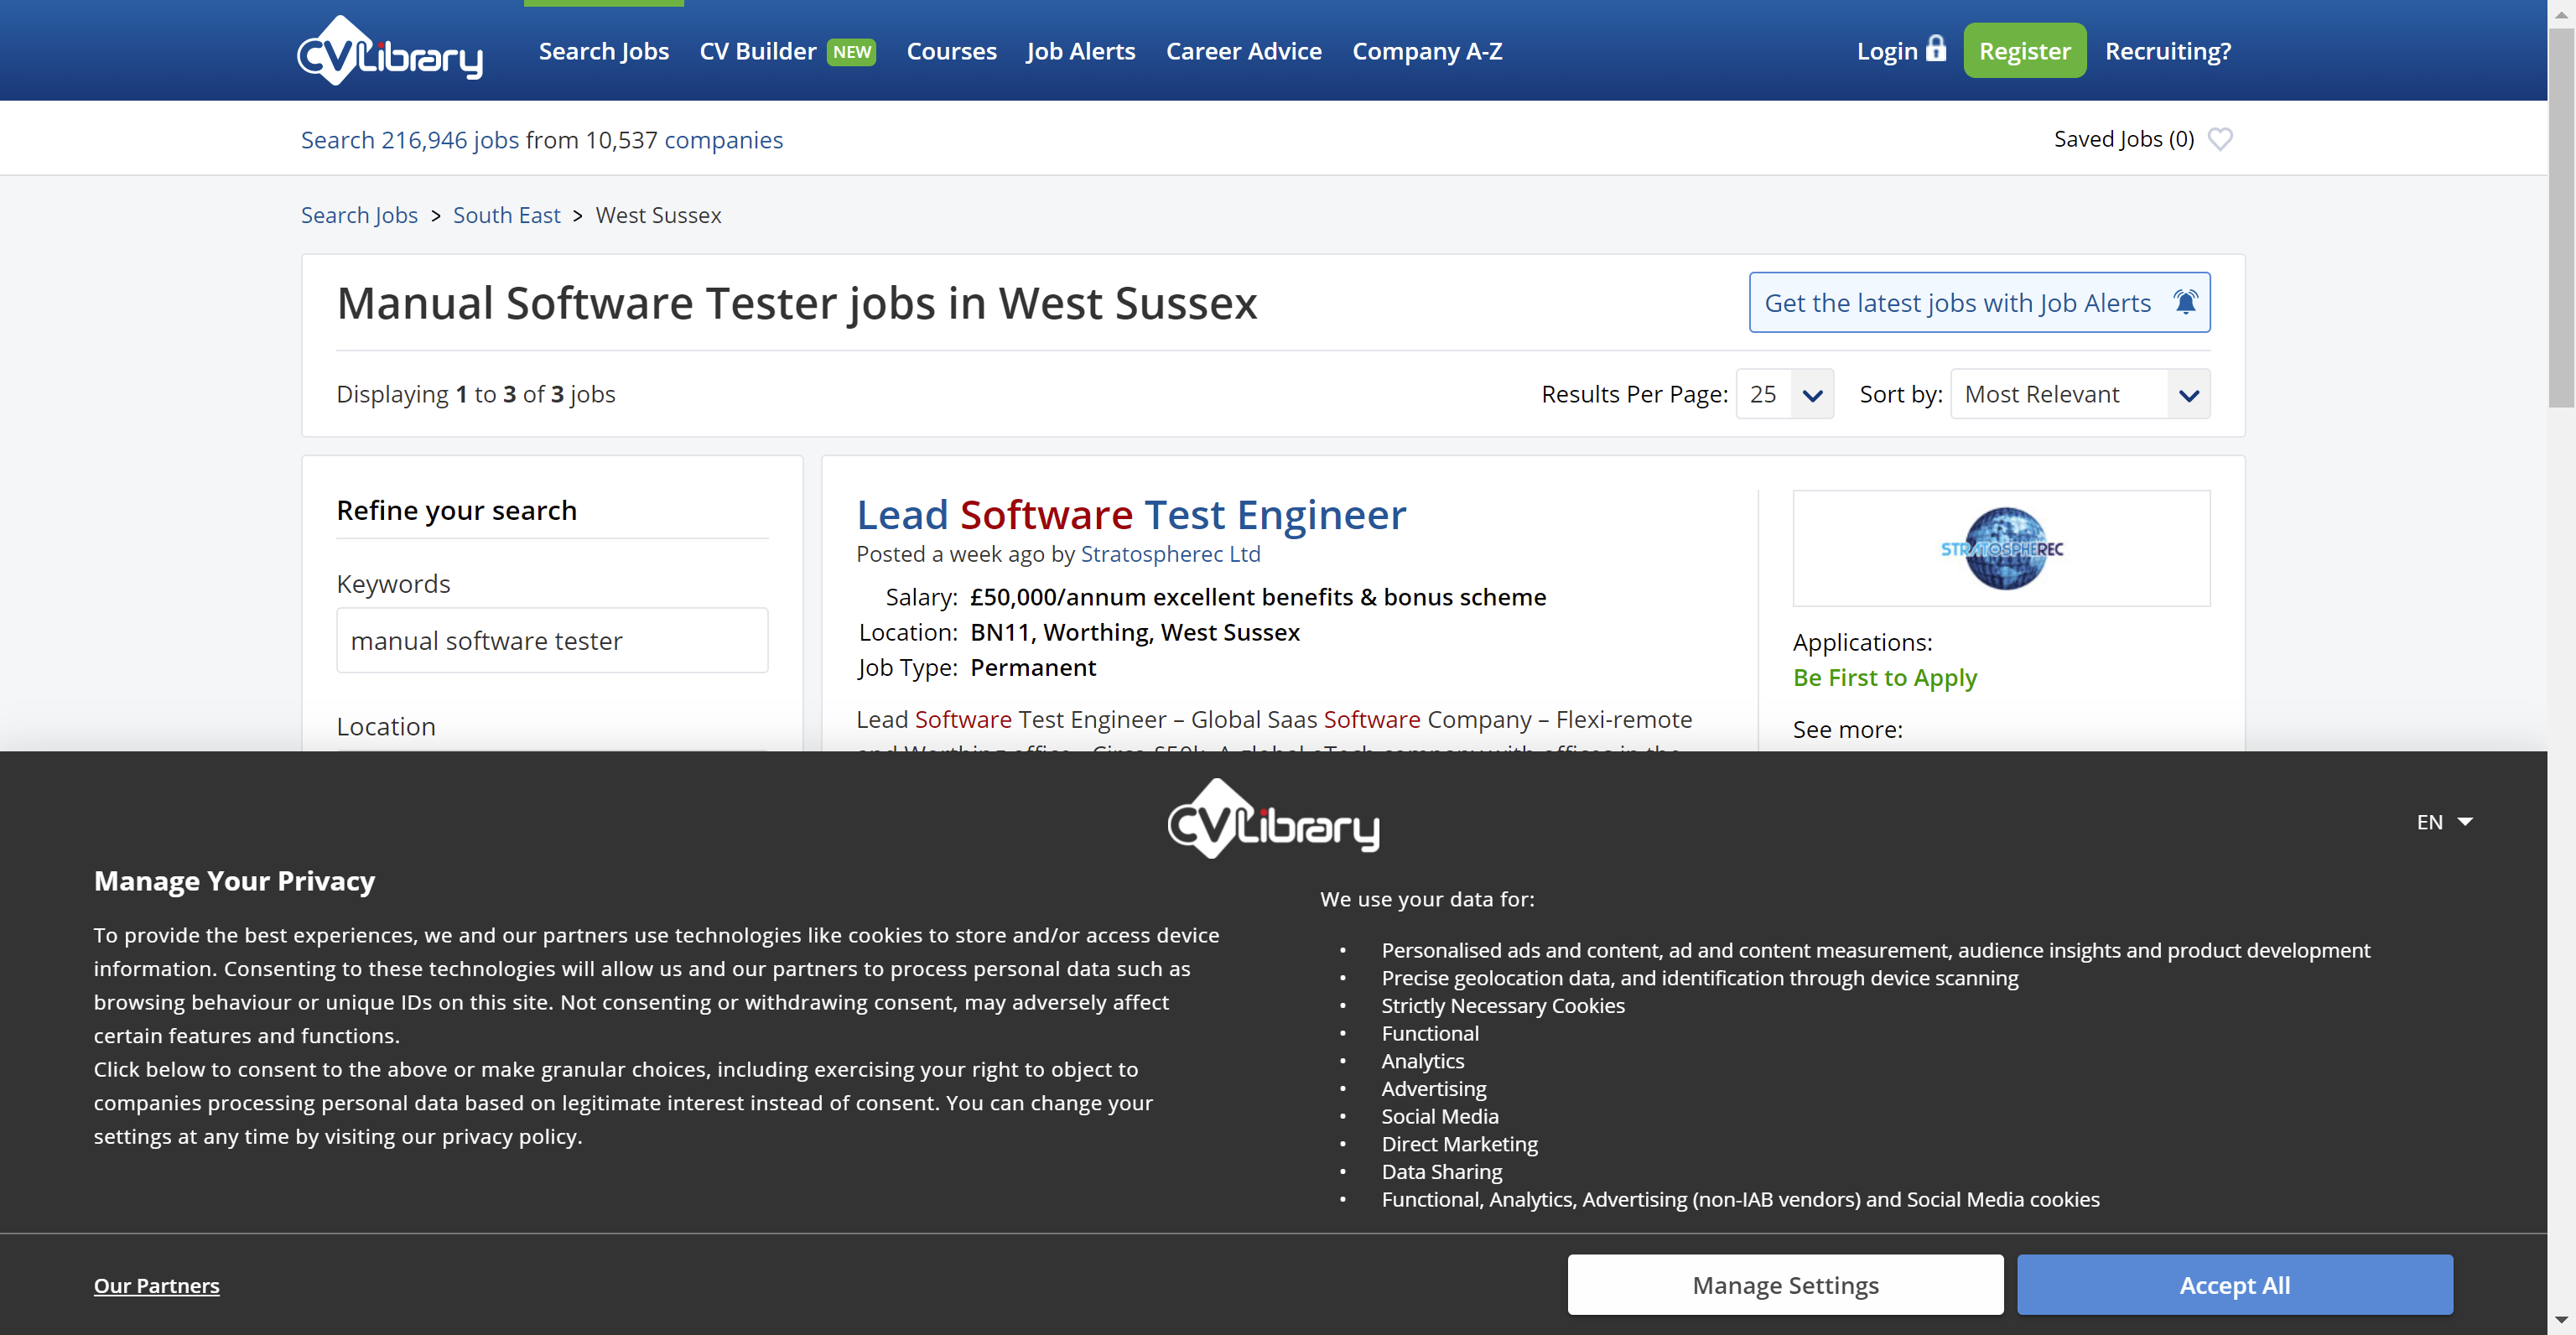 CVLibrary
Search Jobs CV Builder NEW Courses Job Alerts Career Advice Company A-Z Login Register Recruiting?
Search 216,946 jobs from 10,537 companies
Saved Jobs (0)
Search Jobs > South East > West Sussex
Manual Software Tester jobs in West Sussex
Get the latest jobs with Job Alerts
Displaying 1 to 3 of 3 jobs
Results Per Page: 25
Sort by: Most Relevant
Refine your search
Keywords
manual software tester
Location
Lead Software Test Engineer
Posted a week ago by Stratospherec Ltd
Salary: £50,000/annum excellent benefits & bonus scheme
Location: BN11, Worthing, West Sussex
Job Type: Permanent
Lead Software Test Engineer – Global Saas Software Company – Flexi-remote
STRATOSPHEREC
Applications:
Be First to Apply
See more:
CVLibrary
EN
Manage Your Privacy
To provide the best experiences, we and our partners use technologies like cookies to store and/or access device
information. Consenting to these technologies will allow us and our partners to process personal data such as
browsing behaviour or unique IDs on this site. Not consenting or withdrawing consent, may adversely affect
certain features and functions.
Click below to consent to the above or make granular choices, including exercising your right to object to
companies processing personal data based on legitimate interest instead of consent. You can change your
settings at any time by visiting our privacy policy.
We use your data for:
• Personalised ads and content, ad and content measurement, audience insights and product development
• Precise geolocation data, and identification through device scanning
• Strictly Necessary Cookies
• Functional
• Analytics
• Advertising
• Social Media
• Direct Marketing
• Data Sharing
• Functional, Analytics, Advertising (non-IAB vendors) and Social Media cookies
Our Partners
Manage Settings
Accept All